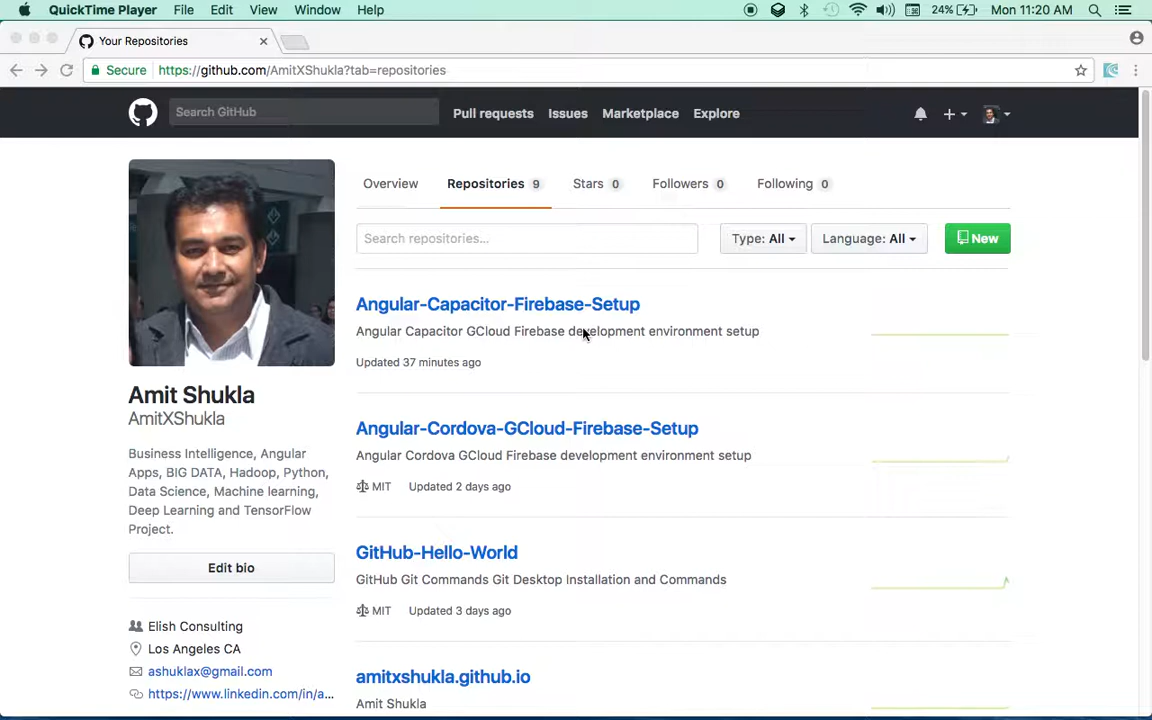 QuickTime Player File Edit View Window Help 24% Mon 11:20 AM
Your Repositories
Secure https://github.com/AmitXShukla?tab=repositories
Search GitHub Pull requests Issues Marketplace Explore
Overview Repositories 9 Stars 0 Followers 0 Following 0
Search repositories... Type: All Language: All New
Angular-Capacitor-Firebase-Setup
Angular Capacitor GCloud Firebase development environment setup
Updated 37 minutes ago
Amit Shukla
AmitXShukla
Business Intelligence, Angular
Apps, BIG DATA, Hadoop, Python,
Data Science, Machine learning,
Deep Learning and TensorFlow
Project.
Edit bio
Elish Consulting
Los Angeles CA
ashuklax@gmail.com
https://www.linkedin.com/in/a...
Angular-Cordova-GCloud-Firebase-Setup
Angular Cordova GCloud Firebase development environment setup
MIT Updated 2 days ago
GitHub-Hello-World
GitHub Git Commands Git Desktop Installation and Commands
MIT Updated 3 days ago
amitxshukla.github.io
Amit Shukla